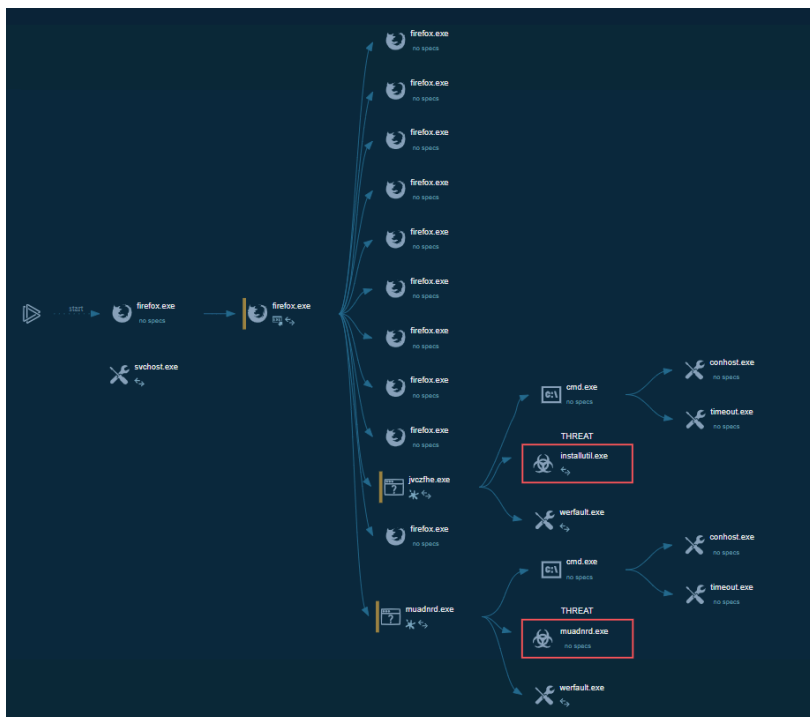 firefox.exe
no specs
firefox.exe
no specs
firefox.exe
no specs
firefox.exe
no specs
firefox.exe
no specs
firefox.exe
no specs
start
firefox.exe
no specs
firefox.exe
firefox.exe
no specs
svchost.exe
firefox.exe
no specs
firefox.exe
no specs
jvczfhe.exe
firefox.exe
no specs
muadnrd.exe
cmd.exe
no specs
THREAT
installutil.exe
werfault.exe
cmd.exe
no specs
THREAT
muadnrd.exe
no specs
werfault.exe
conhost.exe
no specs
timeout.exe
no specs
conhost.exe
no specs
timeout.exe
no specs